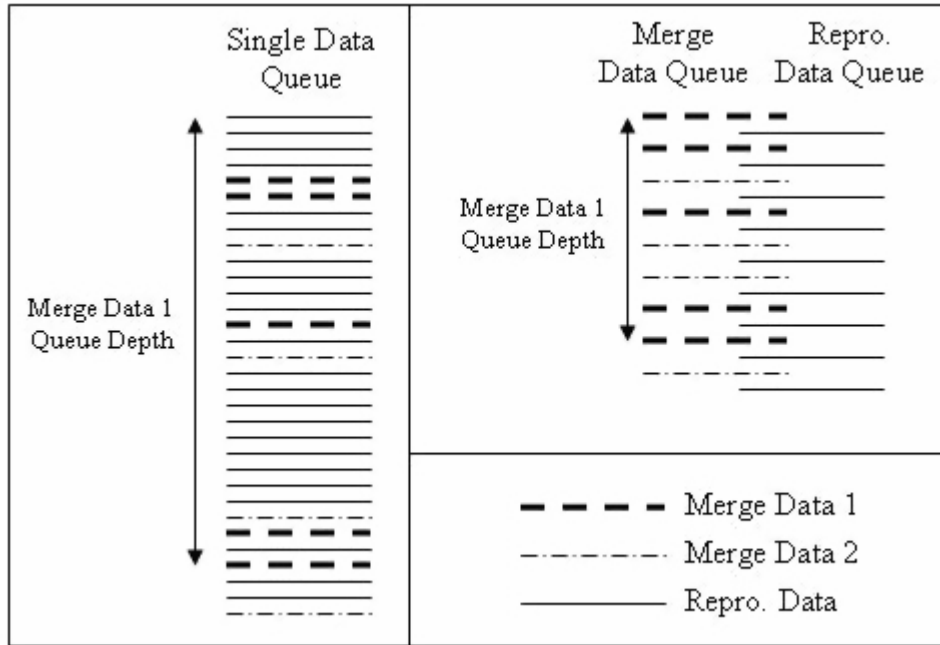 Single Data
Queue
Merge Data 1
Queue Depth
Merge
Data Queue
Repro.
Data Queue
Merge Data 1
Queue Depth
Merge Data 1
Merge Data 2
Repro. Data